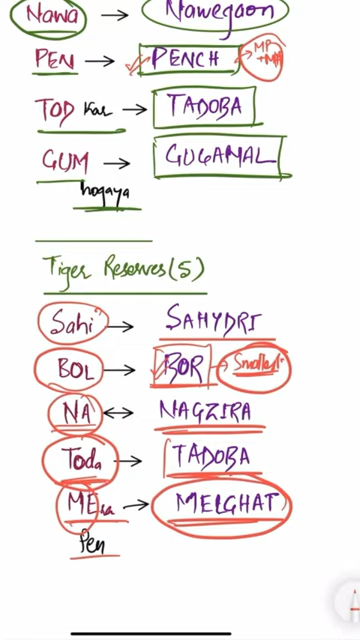 Nawa → Nawegaon
PEN → PENCH → MP + MH
TOD Kar → TADOBA
GUM → GUGAMAL
hogaya
Tiger Reserves (5)
Sahi → SAHYDRI
BOL → BOR → Smallest
NA ↔ NAGZIRA
Toda → TADOBA
MEra → MELGHAT
Pen